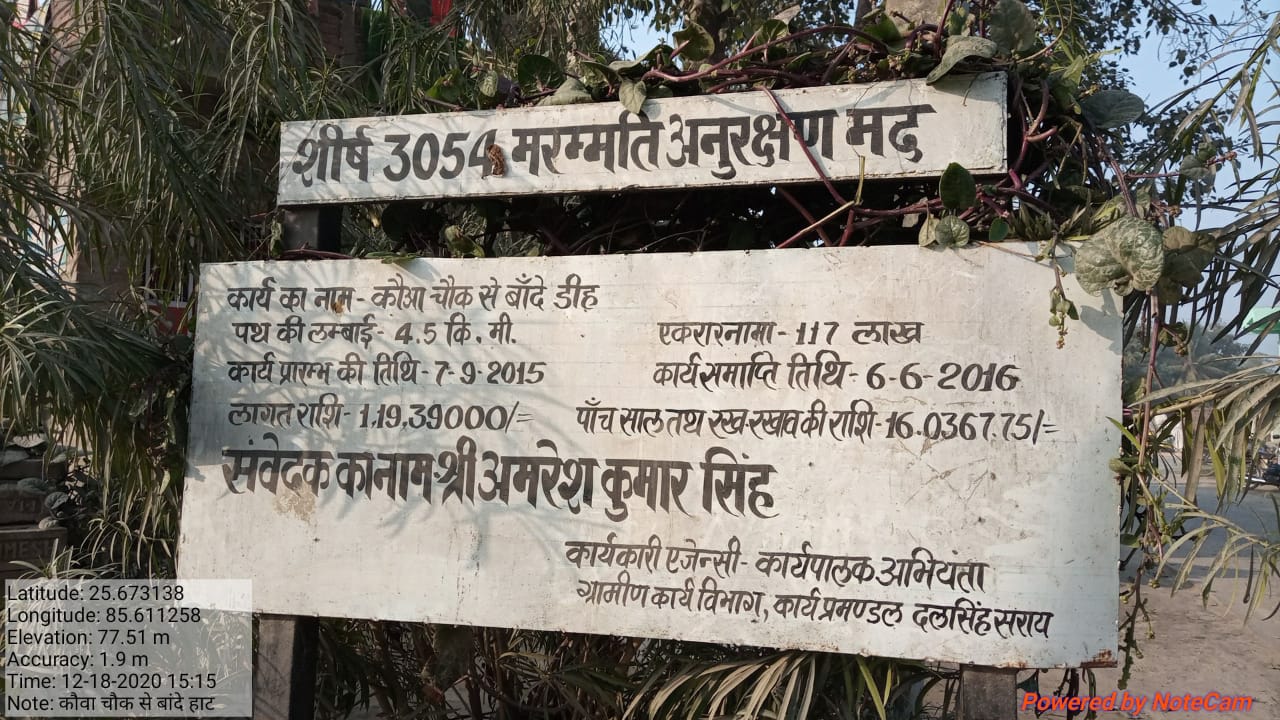 शीर्ष 3054 मरम्मति अनुरक्षण मद
कार्य का नाम - कौआ चौक से बाँदे डीह
पथ की लम्बाई - 4.5 कि. मी. एकरारनामा - 117 लाख
कार्य प्रारम्भ की तिथि - 7-9-2015 कार्य समाप्ति तिथि - 6-6-2016
लागत राशि - 1,19,39000/= पाँच साल तथ रख-रखाव की राशि - 16.0367.75/=
संवेदक का नाम-श्री अमरेश कुमार सिंह
कार्यकारी एजेन्सी - कार्यपालक अभियंता
ग्रामीण कार्य विभाग, कार्य प्रमण्डल दलसिंह सराय
Latitude: 25.673138
Longitude: 85.611258
Elevation: 77.51 m
Accuracy: 1.9 m
Time: 12-18-2020 15:15
Note: कौवा चौक से बांदे हाट
Powered by NoteCam